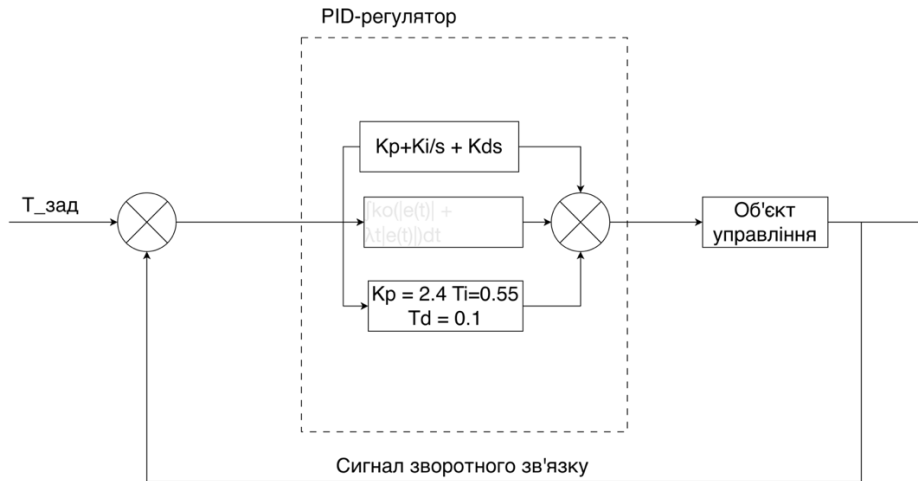 PID-регулятор
Kp+Ki/s + Kds
T_зад
∫ko(|e(t)| +
λt|e(t)|)dt
Об'єкт
управління
Kp = 2.4 Ti=0.55
Td = 0.1
Сигнал зворотного зв'язку